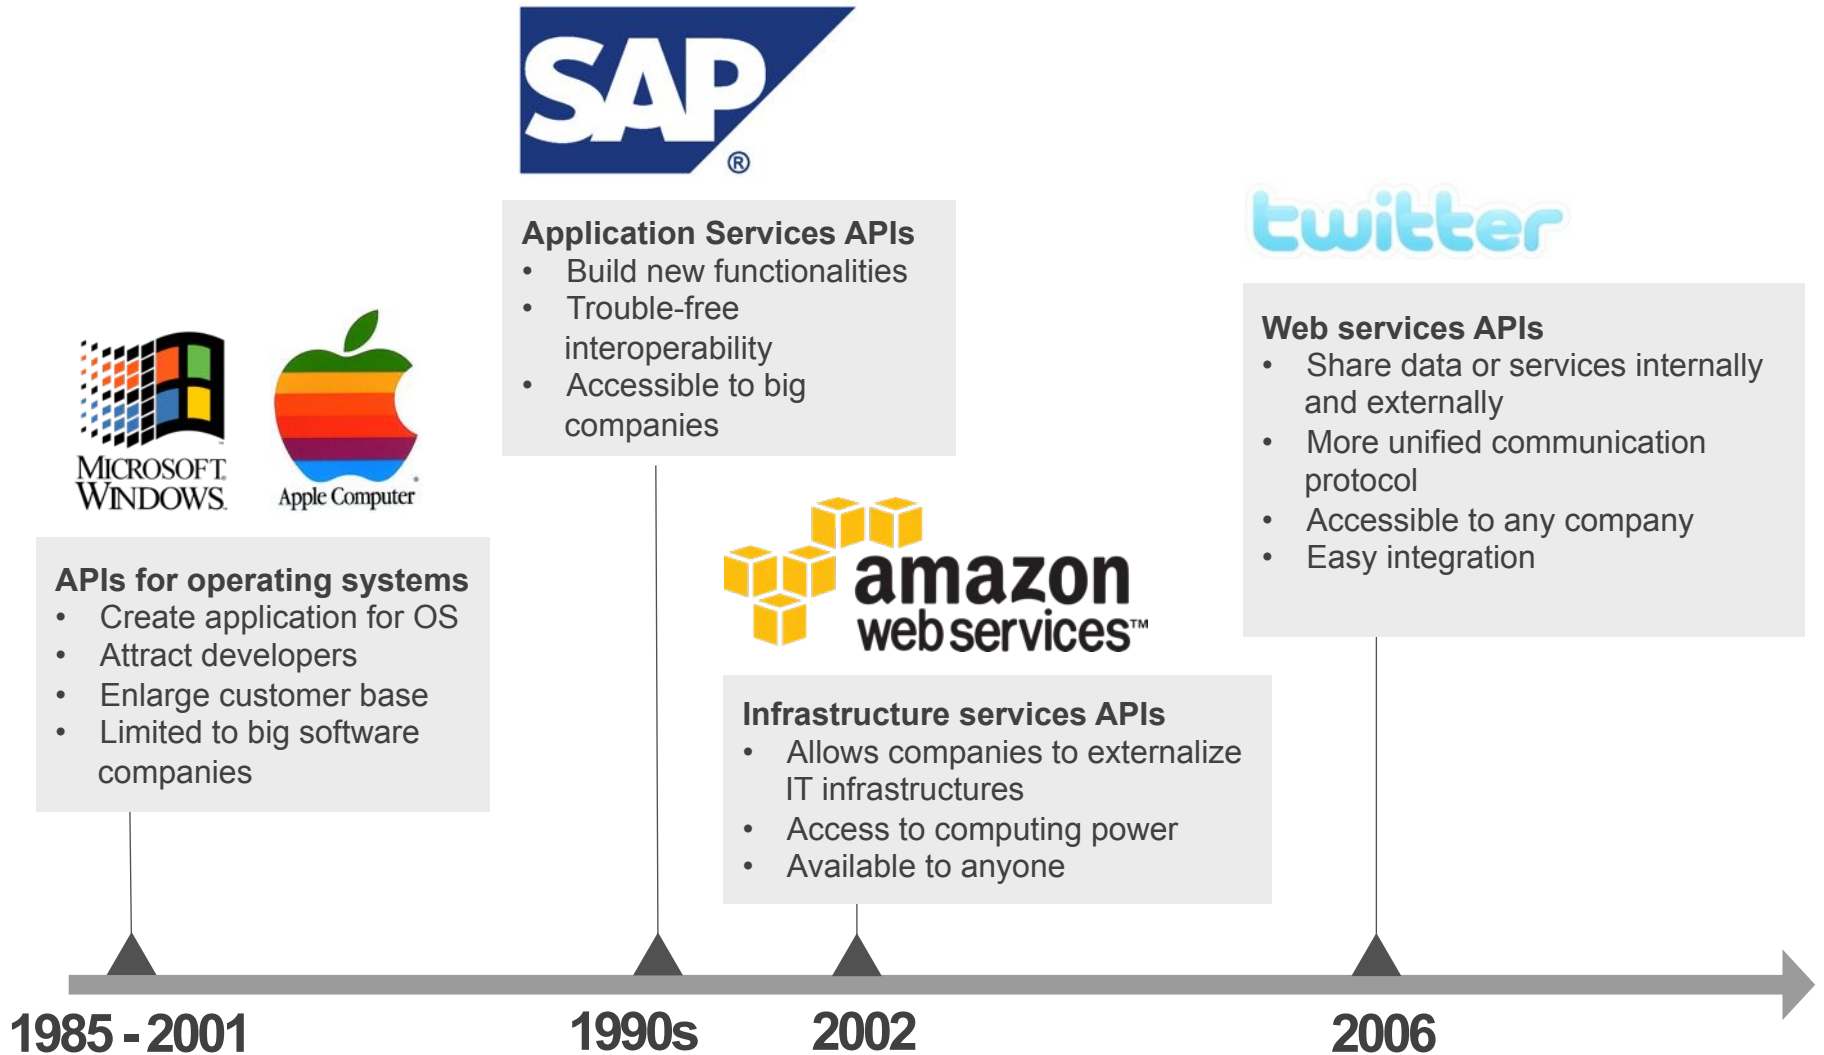 SAP
®
Application Services APIs
• Build new functionalities
• Trouble-free
interoperability
• Accessible to big
companies
twitter
Web services APIs
• Share data or services internally
and externally
• More unified communication
protocol
• Accessible to any company
• Easy integration
MICROSOFT
WINDOWS
Apple Computer
APIs for operating systems
• Create application for OS
• Attract developers
• Enlarge customer base
• Limited to big software
companies
amazon
web services™
Infrastructure services APIs
• Allows companies to externalize
IT infrastructures
• Access to computing power
• Available to anyone
1985 - 2001
1990s
2002
2006